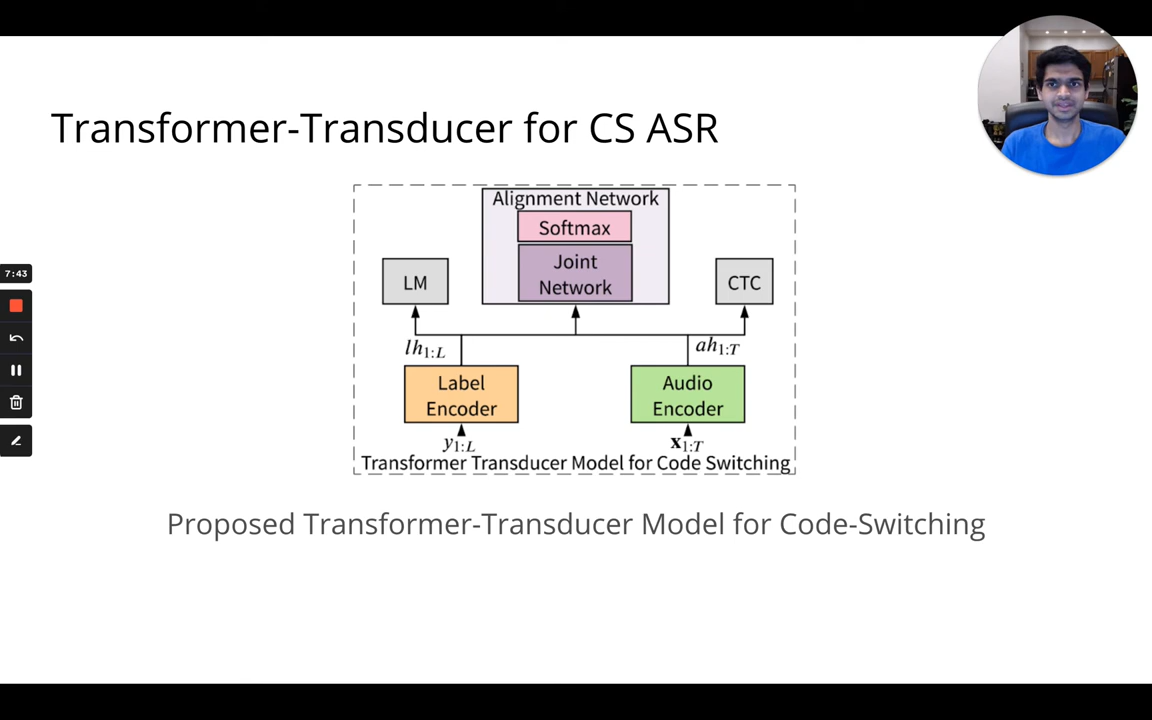 Transformer-Transducer for CS ASR
7:43
Alignment Network
Softmax
Joint
Network
LM
CTC
lh1:L
ah1:T
Label
Encoder
Audio
Encoder
y1:L
x1:T
Transformer Transducer Model for Code Switching
Proposed Transformer-Transducer Model for Code-Switching